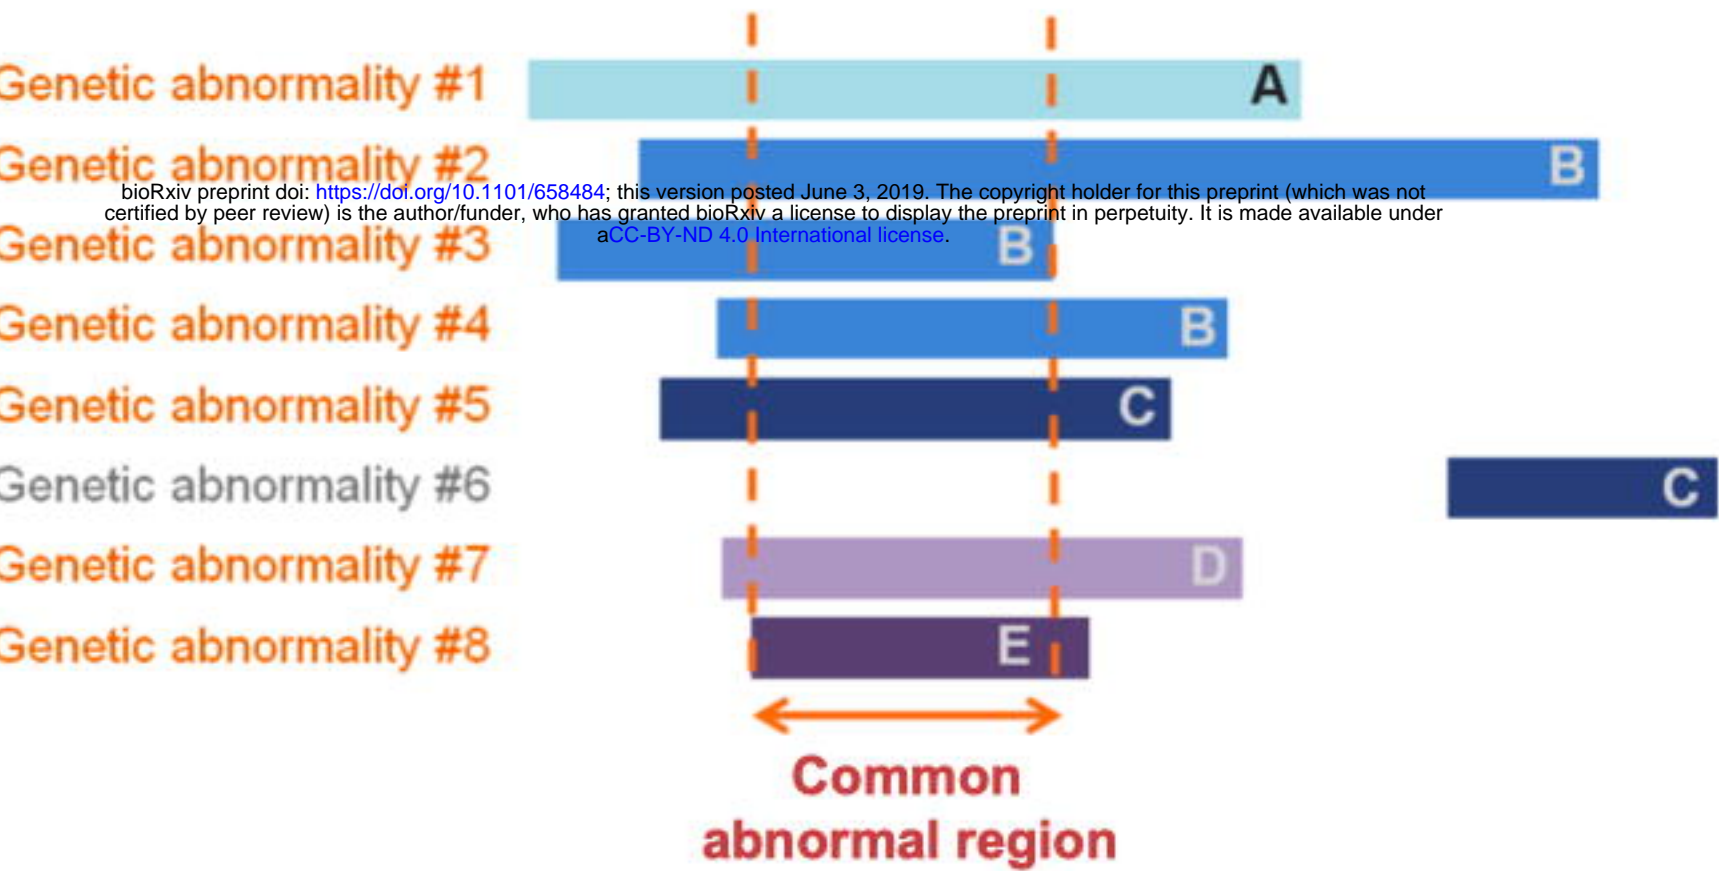 Genetic abnormality #1 A
Genetic abnormality #2 B
bioRxiv preprint doi: https://doi.org/10.1101/658484; this version posted June 3, 2019. The copyright holder for this preprint (which was not
certified by peer review) is the author/funder, who has granted bioRxiv a license to display the preprint in perpetuity. It is made available under
aCC-BY-ND 4.0 International license.
Genetic abnormality #3 B
Genetic abnormality #4 B
Genetic abnormality #5 C
Genetic abnormality #6 C
Genetic abnormality #7 D
Genetic abnormality #8 E
Common
abnormal region